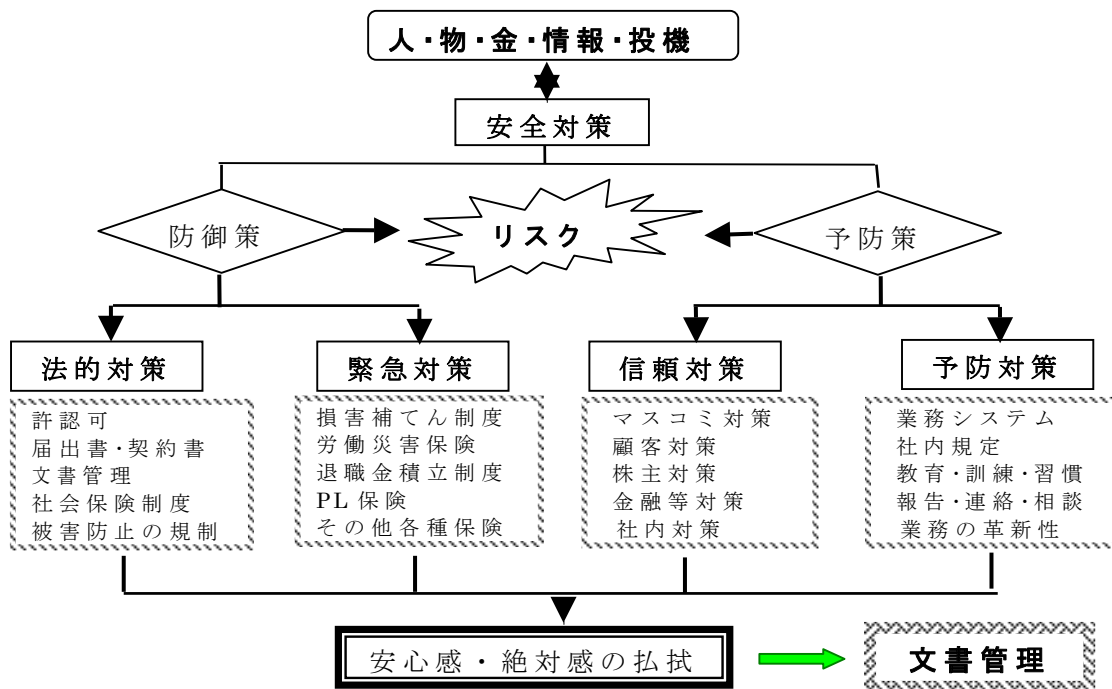 人・物・金・情報・投機
安全対策
防御策
リスク
予防策
法的対策
緊急対策
信頼対策
予防対策
許認可
届出書・契約書
文書管理
社会保険制度
被害防止の規制
損害補てん制度
労働災害保険
退職金積立制度
PL保険
その他各種保険
マスコミ対策
顧客対策
株主対策
金融等対策
社内対策
業務システム
社内規定
教育・訓練・習慣
報告・連絡・相談
業務の革新性
安心感・絶対感の払拭
文書管理